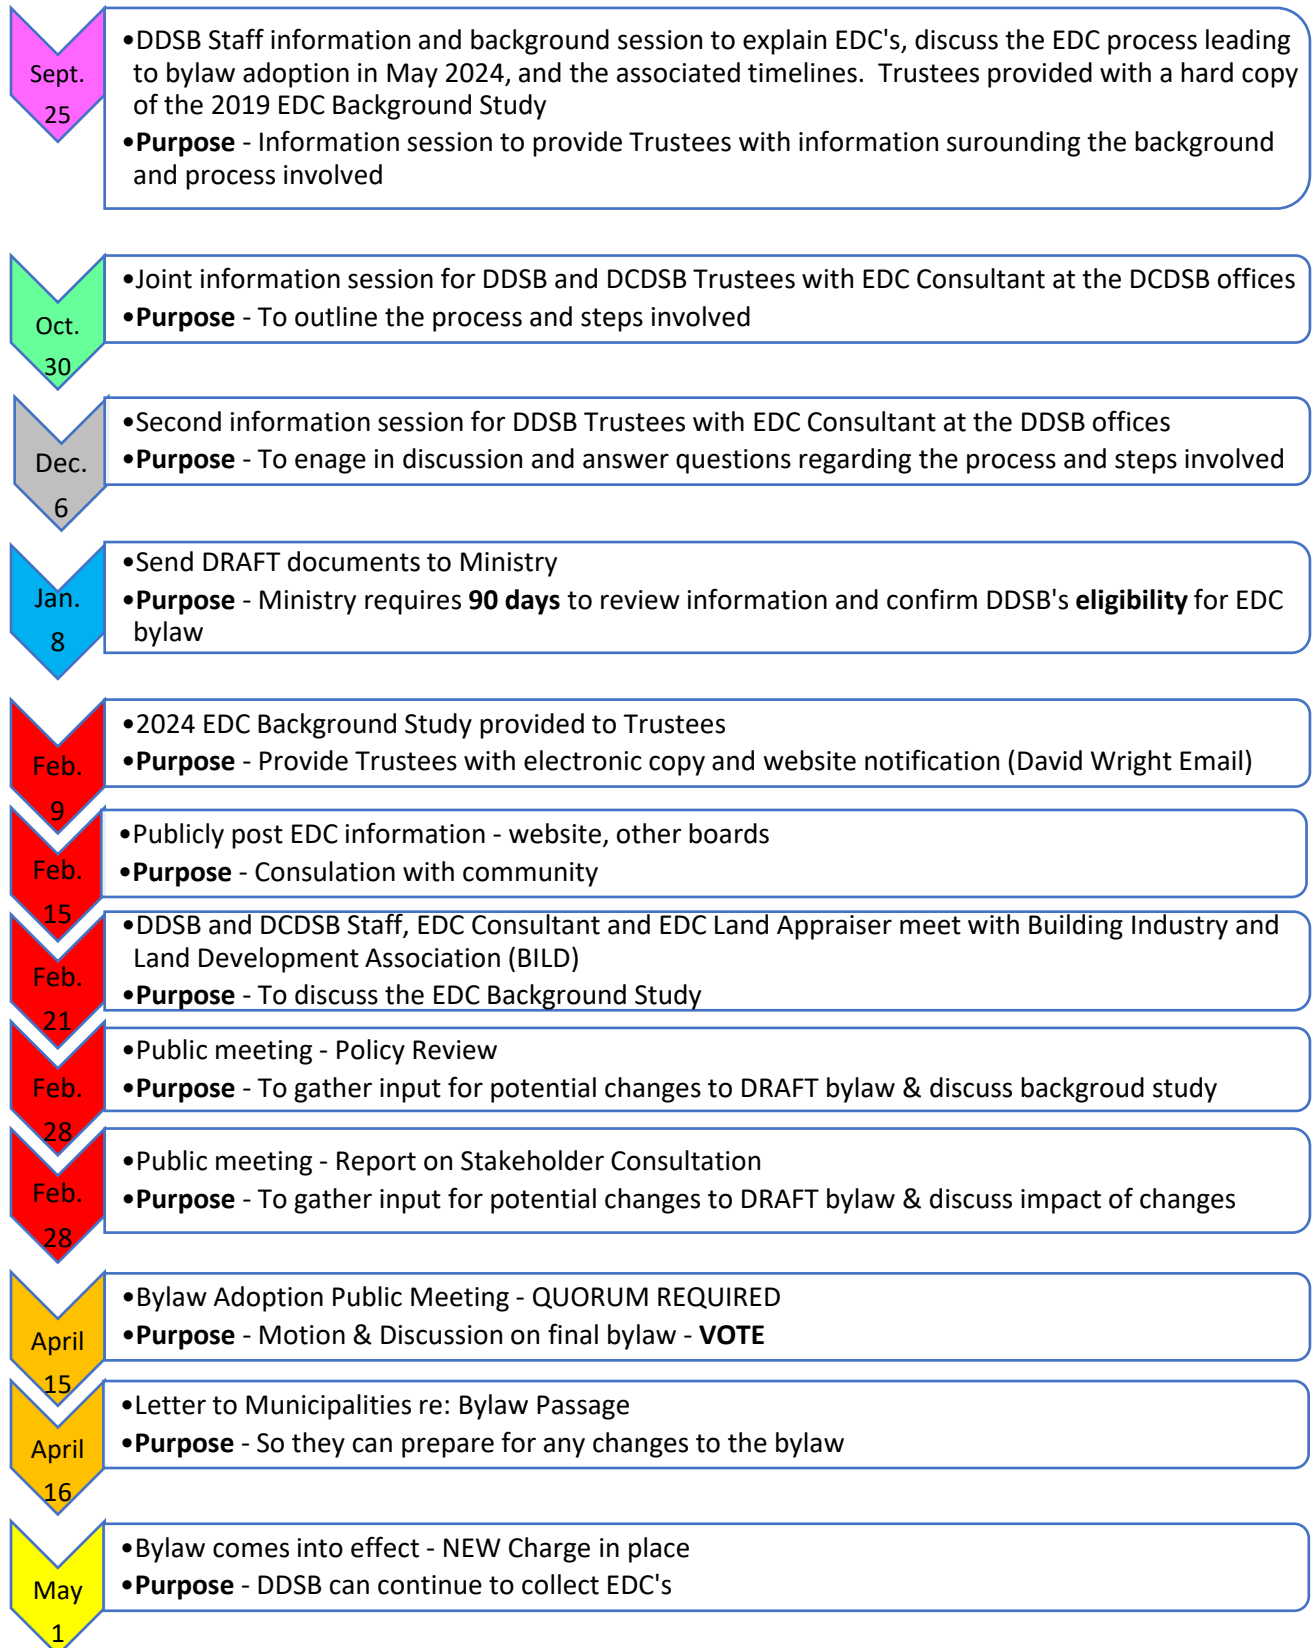 Sept.
25
•DDSB Staff information and background session to explain EDC's, discuss the EDC process leading
to bylaw adoption in May 2024, and the associated timelines.  Trustees provided with a hard copy
of the 2019 EDC Background Study
•Purpose - Information session to provide Trustees with information surounding the background
and process involved
Oct.
30
•Joint information session for DDSB and DCDSB Trustees with EDC Consultant at the DCDSB offices
•Purpose - To outline the process and steps involved
Dec.
6
•Second information session for DDSB Trustees with EDC Consultant at the DDSB offices
•Purpose - To enage in discussion and answer questions regarding the process and steps involved
Jan.
8
•Send DRAFT documents to Ministry
•Purpose - Ministry requires 90 days to review information and confirm DDSB's eligibility for EDC
bylaw
Feb.
9
•2024 EDC Background Study provided to Trustees
•Purpose - Provide Trustees with electronic copy and website notification (David Wright Email)
Feb.
15
•Publicly post EDC information - website, other boards
•Purpose - Consulation with community
Feb.
21
•DDSB and DCDSB Staff, EDC Consultant and EDC Land Appraiser meet with Building Industry and
Land Development Association (BILD)
•Purpose - To discuss the EDC Background Study
Feb.
28
•Public meeting - Policy Review
•Purpose - To gather input for potential changes to DRAFT bylaw & discuss backgroud study
Feb.
28
•Public meeting - Report on Stakeholder Consultation
•Purpose - To gather input for potential changes to DRAFT bylaw & discuss impact of changes
April
15
•Bylaw Adoption Public Meeting - QUORUM REQUIRED
•Purpose - Motion & Discussion on final bylaw - VOTE
April
16
•Letter to Municipalities re: Bylaw Passage
•Purpose - So they can prepare for any changes to the bylaw
May
1
•Bylaw comes into effect - NEW Charge in place
•Purpose - DDSB can continue to collect EDC's